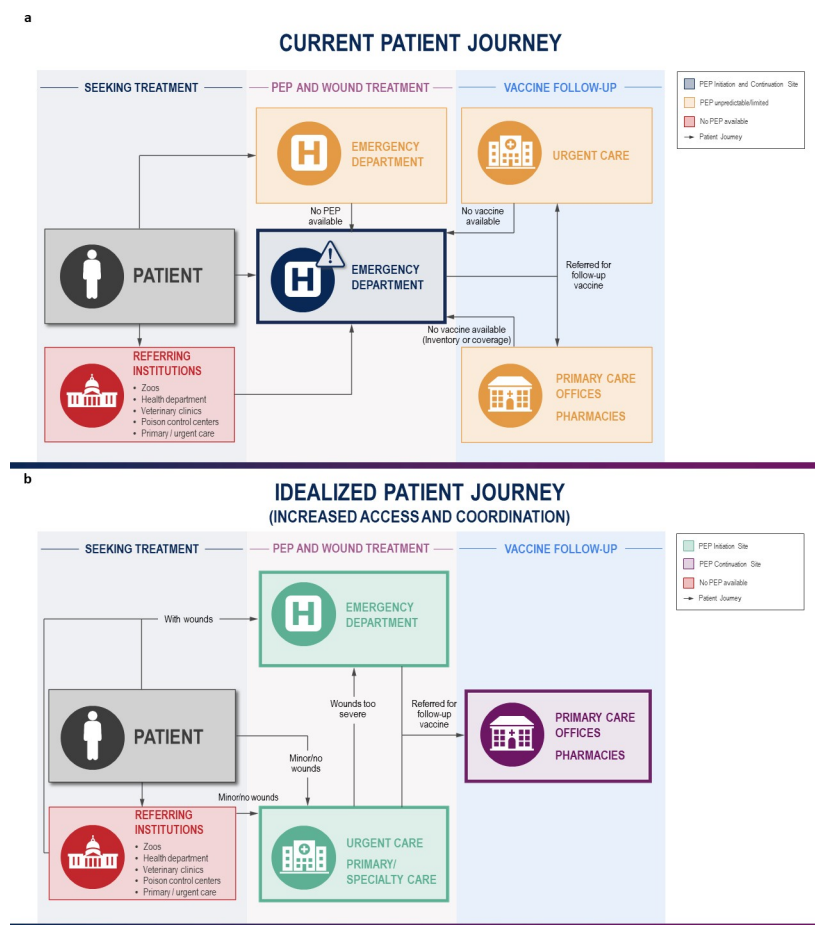 a
CURRENT PATIENT JOURNEY
SEEKING TREATMENT
PEP AND WOUND TREATMENT
VACCINE FOLLOW-UP
PEP Initiation and Continuation Site
PEP unpredictable/limited
No PEP available
Patient Journey
H
EMERGENCY
DEPARTMENT
URGENT CARE
No PEP
available
No vaccine
available
PATIENT
H
EMERGENCY
DEPARTMENT
Referred for
follow-up
vaccine
No vaccine available
(Inventory or coverage)
REFERRING
INSTITUTIONS
• Zoos
• Health department
• Veterinary clinics
• Poison control centers
• Primary / urgent care
PRIMARY CARE
OFFICES
PHARMACIES
b
IDEALIZED PATIENT JOURNEY
(INCREASED ACCESS AND COORDINATION)
SEEKING TREATMENT
PEP AND WOUND TREATMENT
VACCINE FOLLOW-UP
PEP Initiation Site
PEP Continuation Site
No PEP available
Patient Journey
With wounds
H
EMERGENCY
DEPARTMENT
PATIENT
Wounds too
severe
Referred for
follow-up
vaccine
PRIMARY CARE
OFFICES
PHARMACIES
Minor/no
wounds
Minor/no wounds
REFERRING
INSTITUTIONS
• Zoos
• Health department
• Veterinary clinics
• Poison control centers
• Primary / urgent care
URGENT CARE
PRIMARY/
SPECIALTY CARE